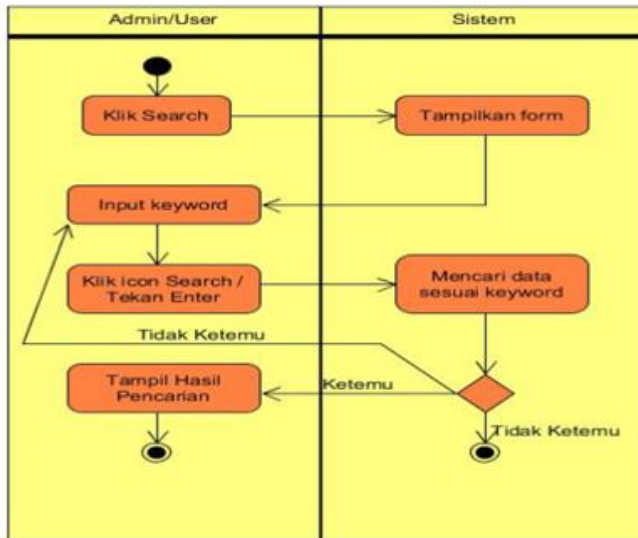 Admin/User
Sistem
Klik Search
Tampilkan form
Input keyword
Klik icon Search /
Tekan Enter
Mencari data
sesuai keyword
Tidak Ketemu
Tampil Hasil
Pencarian
Ketemu
Tidak Ketemu